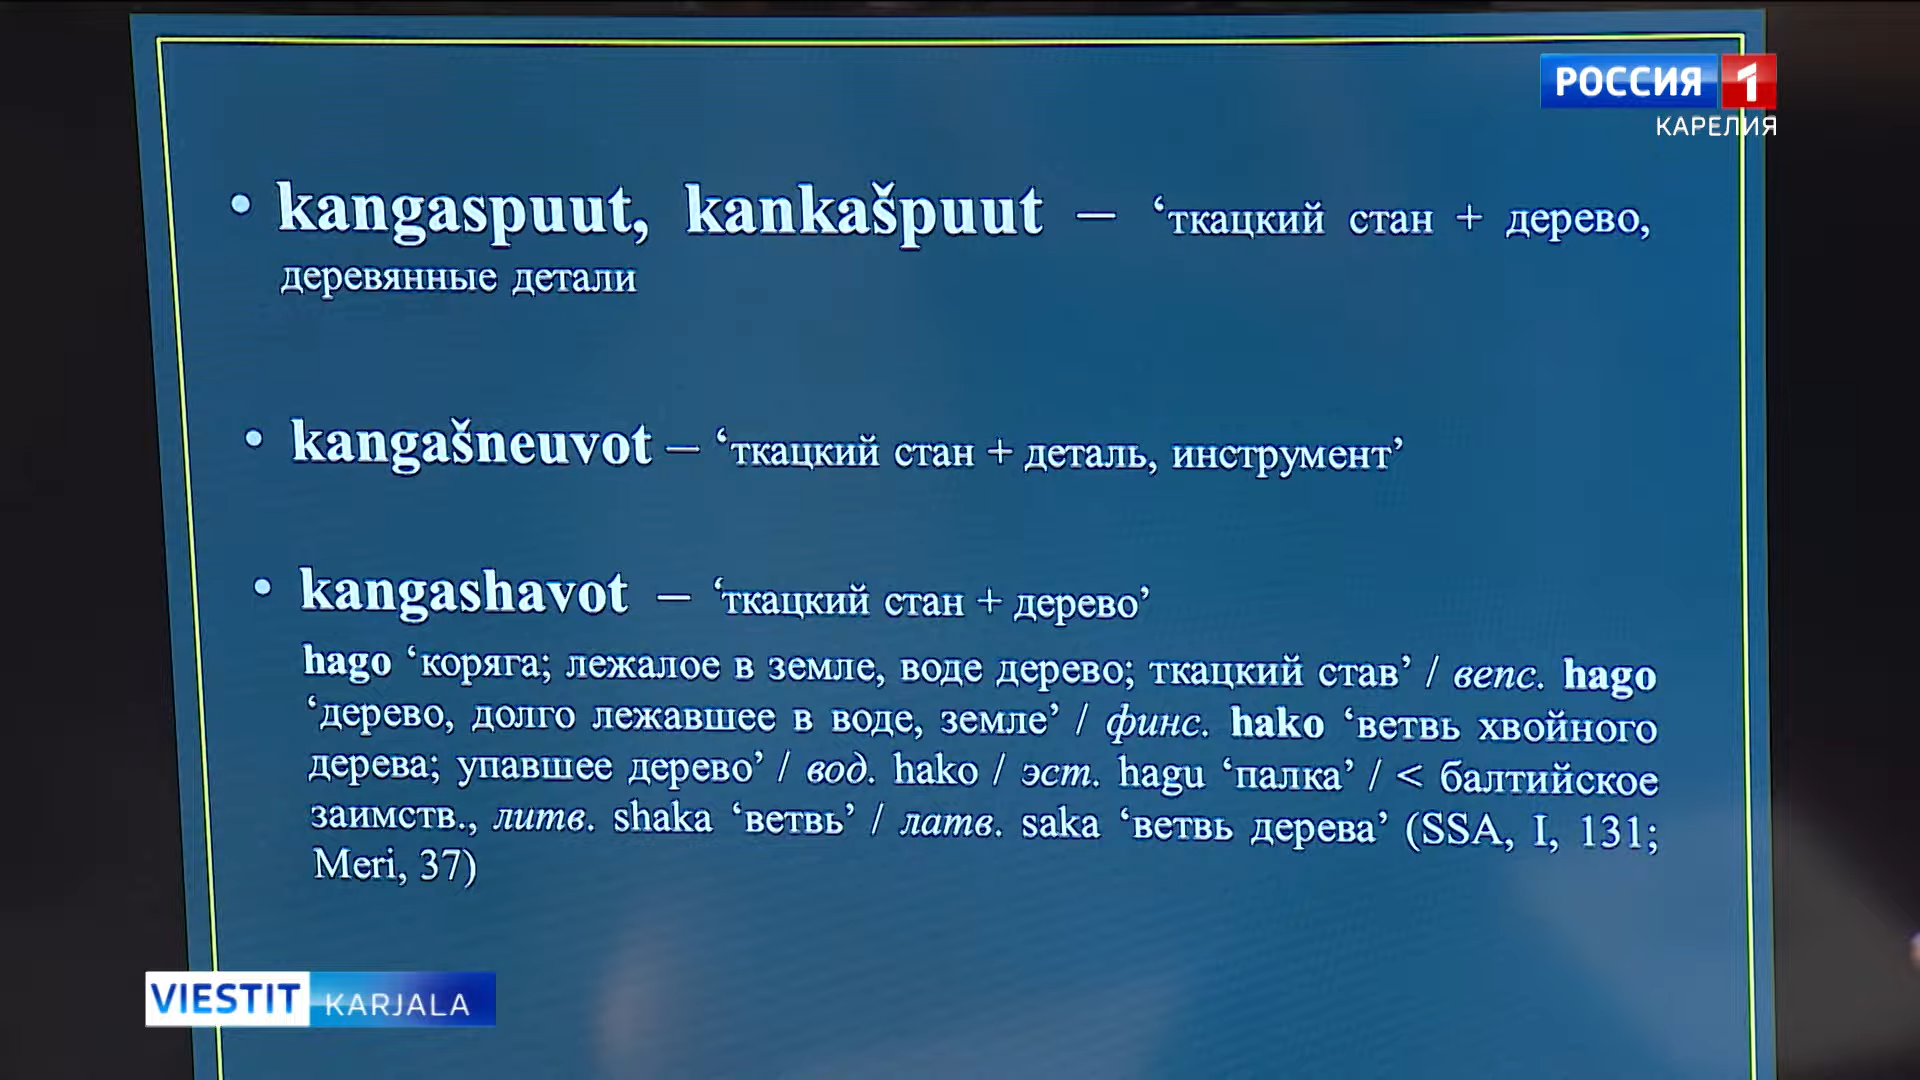 РОССИЯ 1
КАРЕЛИЯ
• kangaspuut, kankašpuut – ‘ткацкий стан + дерево,
деревянные детали
• kangašneuvot – ‘ткацкий стан + деталь, инструмент’
• kangashavot – ‘ткацкий стан + дерево’
hago ‘коряга; лежалое в земле, воде дерево; ткацкий став’ / вепс. hago
‘дерево, долго лежавшее в воде, земле’ / финс. hako ‘ветвь хвойного
дерева; упавшее дерево’ / вод. hako / эст. hagu ‘палка’ / < балтийское
заимств., литв. shaka ‘ветвь’ / латв. saka ‘ветвь дерева’ (SSA, I, 131;
Meri, 37)
VIESTIT KARJALA